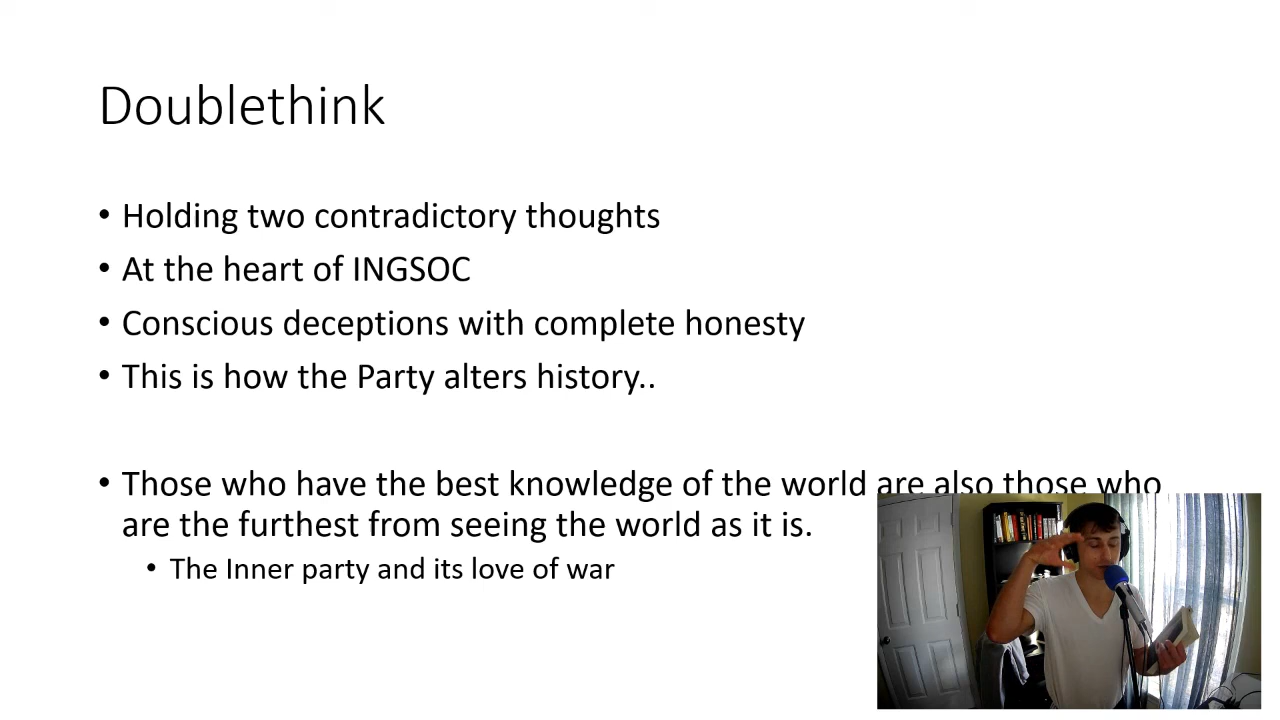 Doublethink
• Holding two contradictory thoughts
• At the heart of INGSOC
• Conscious deceptions with complete honesty
• This is how the Party alters history..
• Those who have the best knowledge of the world are also those who
are the furthest from seeing the world as it is.
• The Inner party and its love of war